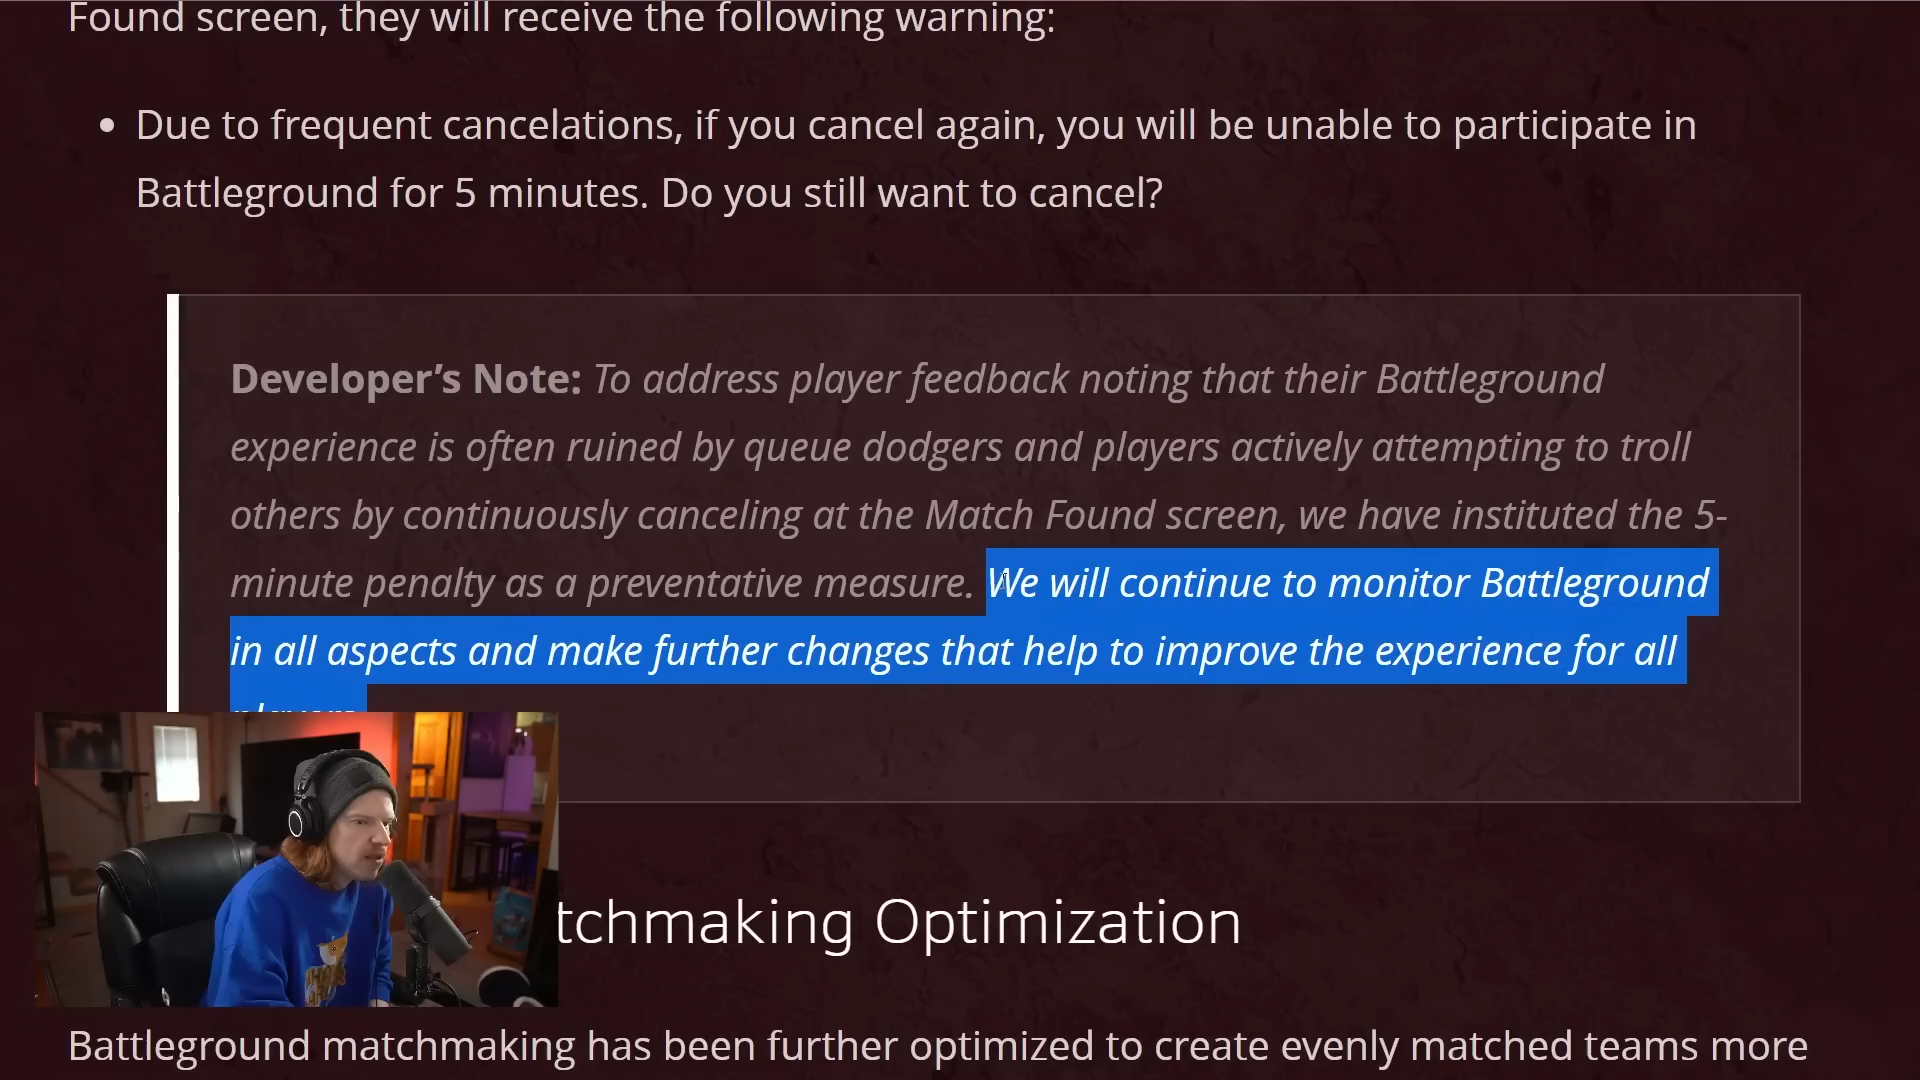 Found screen, they will receive the following warning:
• Due to frequent cancelations, if you cancel again, you will be unable to participate in
Battleground for 5 minutes. Do you still want to cancel?
Developer’s Note: To address player feedback noting that their Battleground
experience is often ruined by queue dodgers and players actively attempting to troll
others by continuously canceling at the Match Found screen, we have instituted the 5-
minute penalty as a preventative measure. We will continue to monitor Battleground
in all aspects and make further changes that help to improve the experience for all
players.
tchmaking Optimization
Battleground matchmaking has been further optimized to create evenly matched teams more